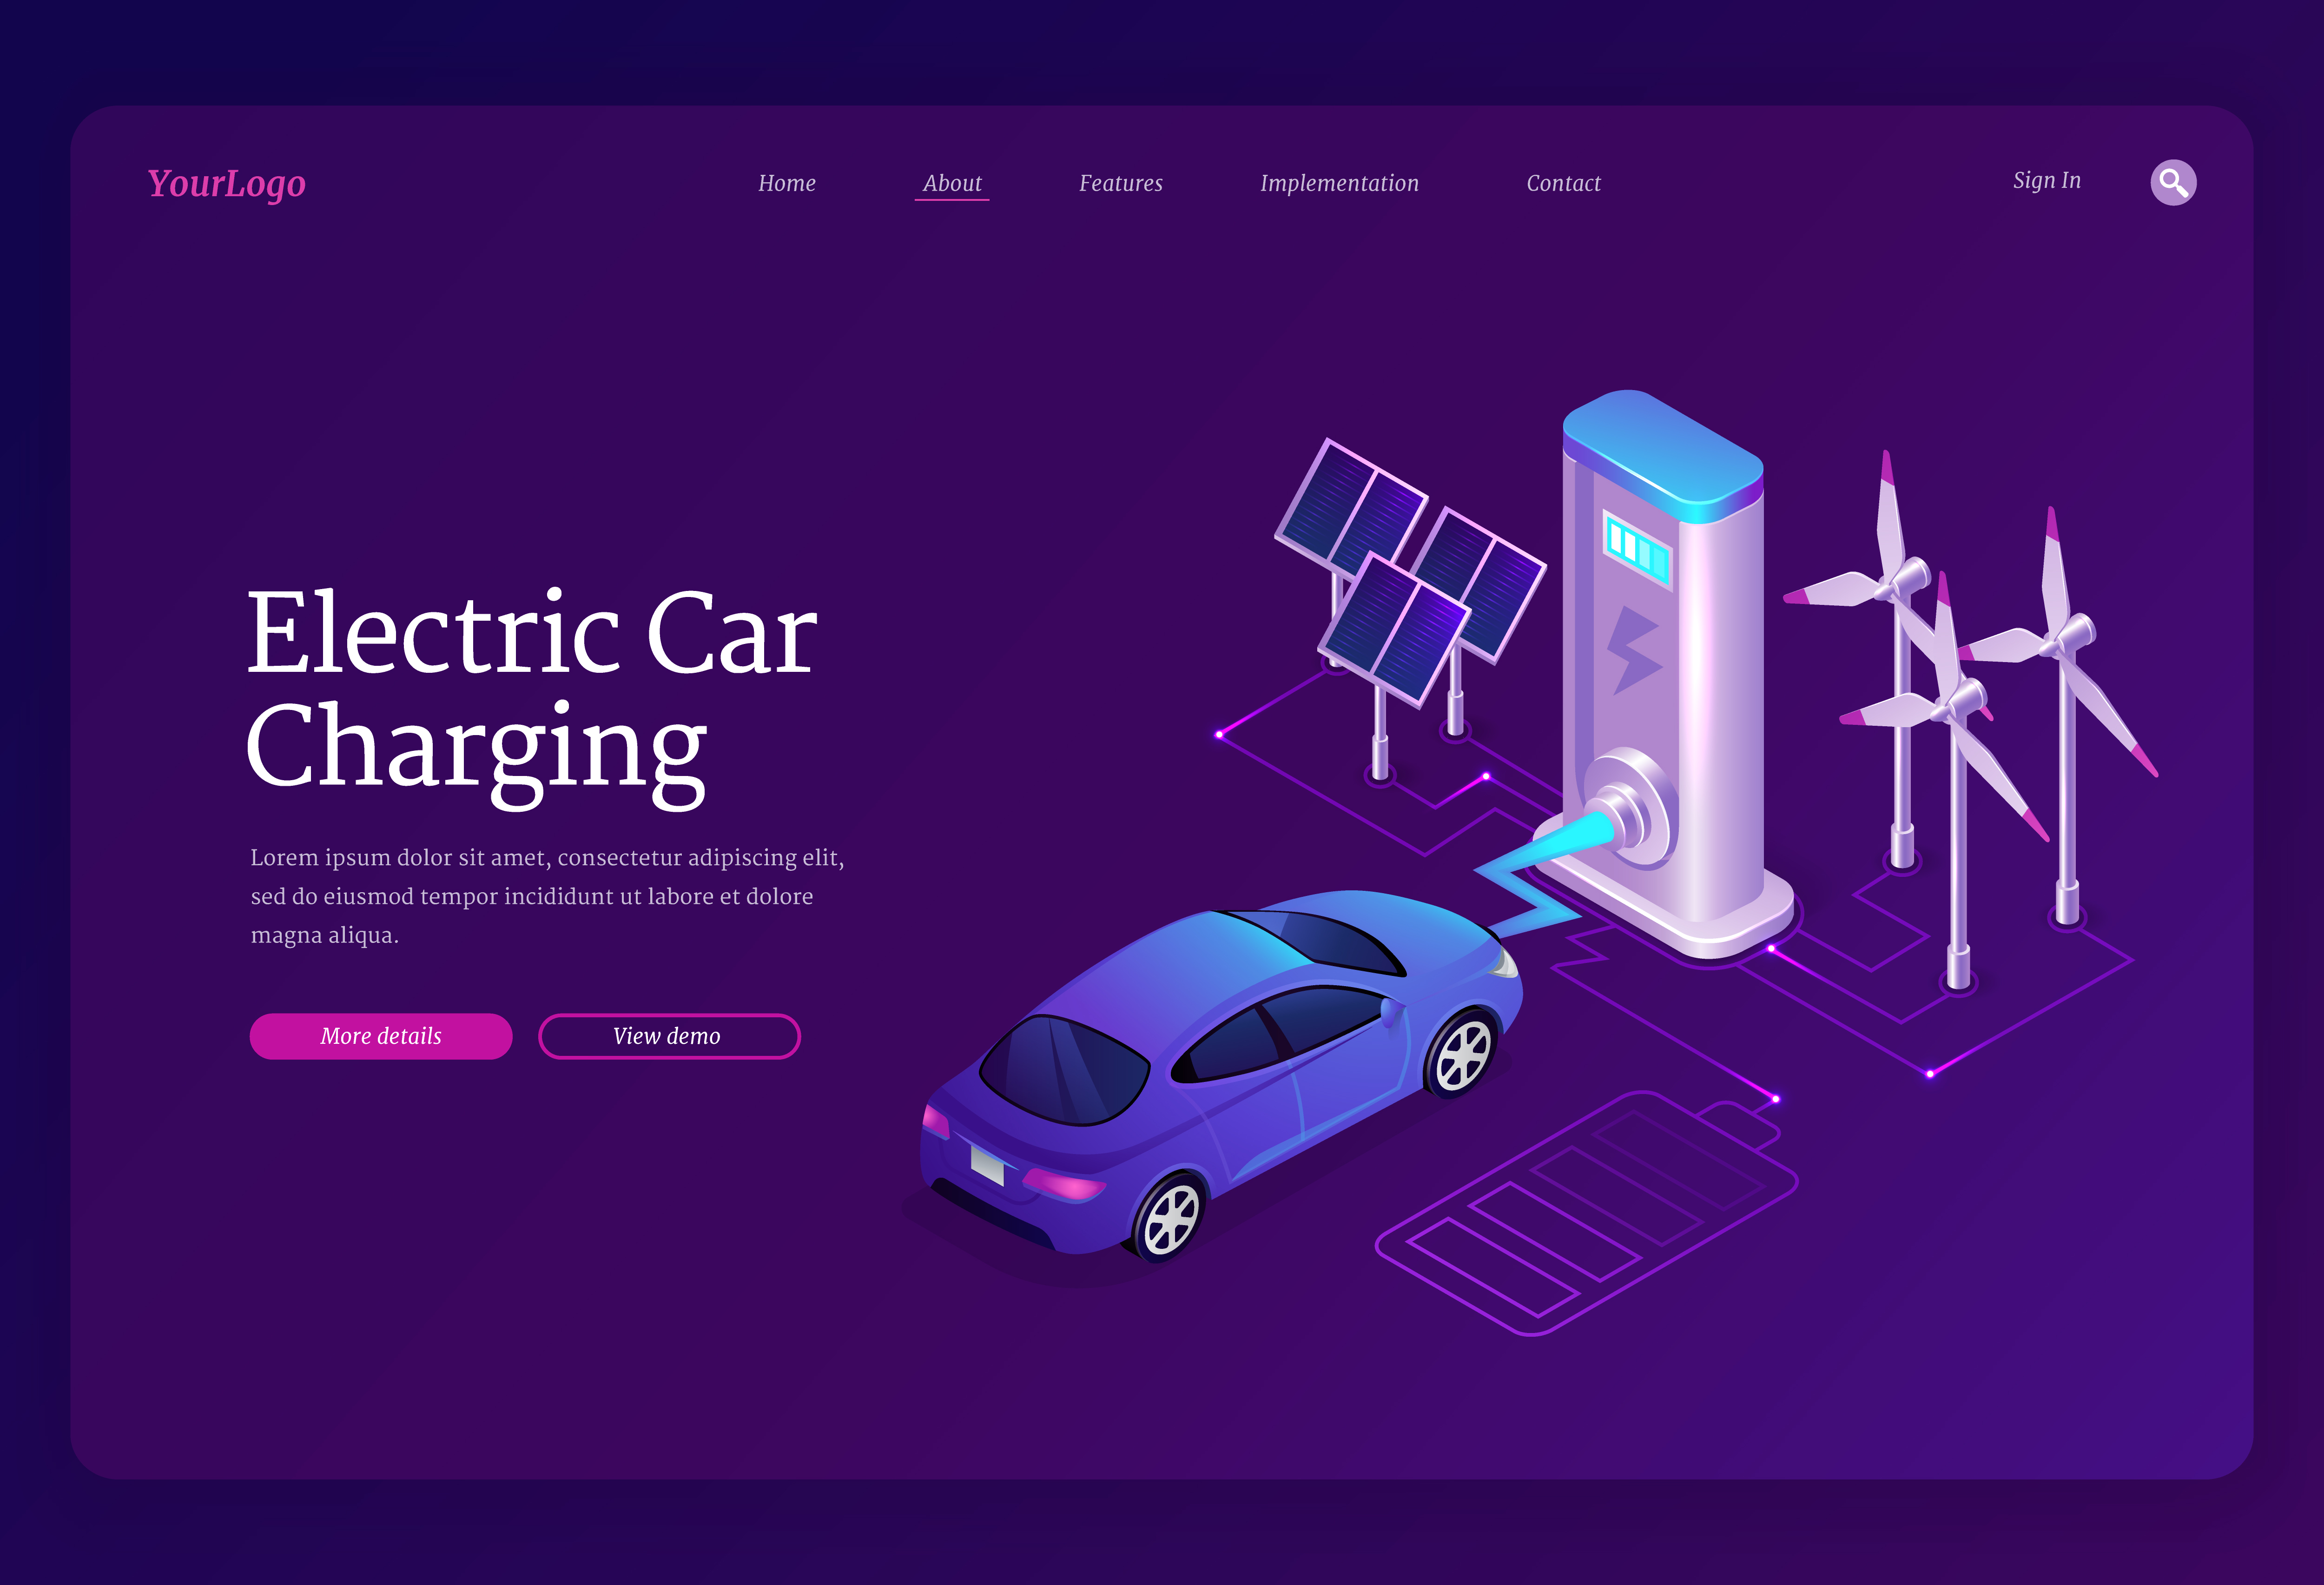 YourLogo
Home
About
Features
Implementation
Contact
Sign In
Electric Car
Charging
Lorem ipsum dolor sit amet, consectetur adipiscing elit,
sed do eiusmod tempor incididunt ut labore et dolore
magna aliqua.
More details
View demo